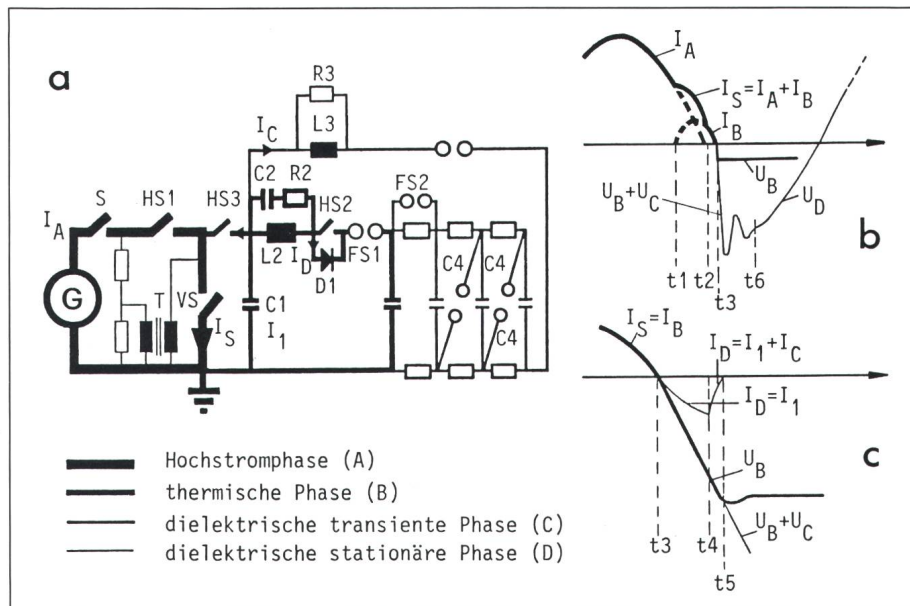 a
R3
L3
I_C
C2
R2
HS2
FS2
S
HS1
HS3
I_A
L2
I_D
FS1
D1
C4
C4
C4
C4
G
T
VS
I_S
C1
I_1
Hochstromphase (A)
thermische Phase (B)
dielektrische transiente Phase (C)
dielektrische stationäre Phase (D)
I_A
I_S=I_A+I_B
I_B
U_B
U_B+U_C
U_D
t1
t2
t3
t6
b
I_S=I_B
I_D=I_1+I_C
I_D=I_1
U_B
c
U_B+U_C
t3
t4
t5